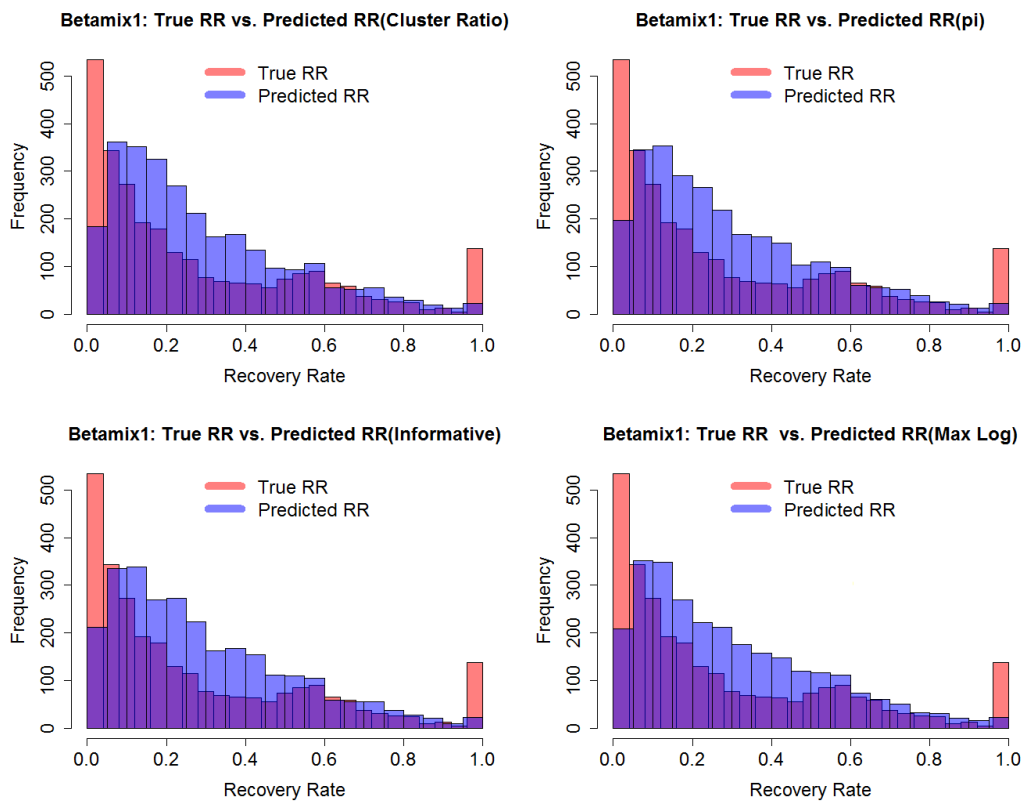 Betamix1: True RR vs. Predicted RR(Cluster Ratio)
True RR
Predicted RR
Frequency
0 100 200 300 400 500
0.0 0.2 0.4 0.6 0.8 1.0
Recovery Rate
Betamix1: True RR vs. Predicted RR(pi)
True RR
Predicted RR
Frequency
0 100 200 300 400 500
0.0 0.2 0.4 0.6 0.8 1.0
Recovery Rate
Betamix1: True RR vs. Predicted RR(Informative)
True RR
Predicted RR
Frequency
0 100 200 300 400 500
0.0 0.2 0.4 0.6 0.8 1.0
Recovery Rate
Betamix1: True RR  vs. Predicted RR(Max Log)
True RR
Predicted RR
Frequency
0 100 200 300 400 500
0.0 0.2 0.4 0.6 0.8 1.0
Recovery Rate